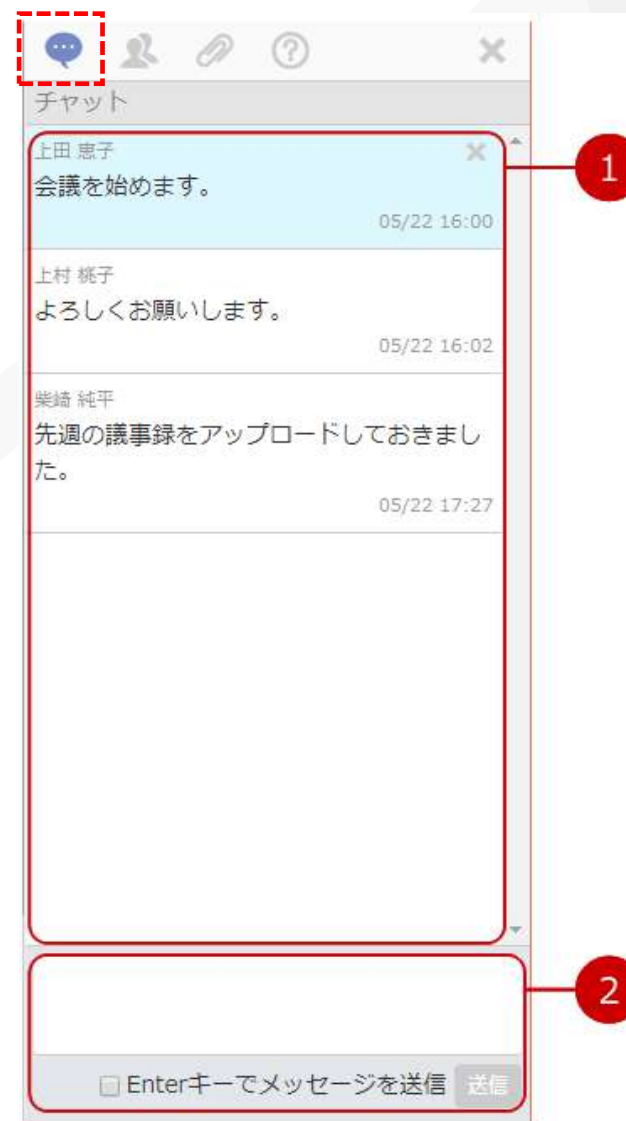 チャット
上田 恵子
会議を始めます。
05/22 16:00
1
上村 桃子
よろしくお願いします。
05/22 16:02
柴崎 純平
先週の議事録をアップロードしておきまし
た。
05/22 17:27
2
Enterキーでメッセージを送信 送信